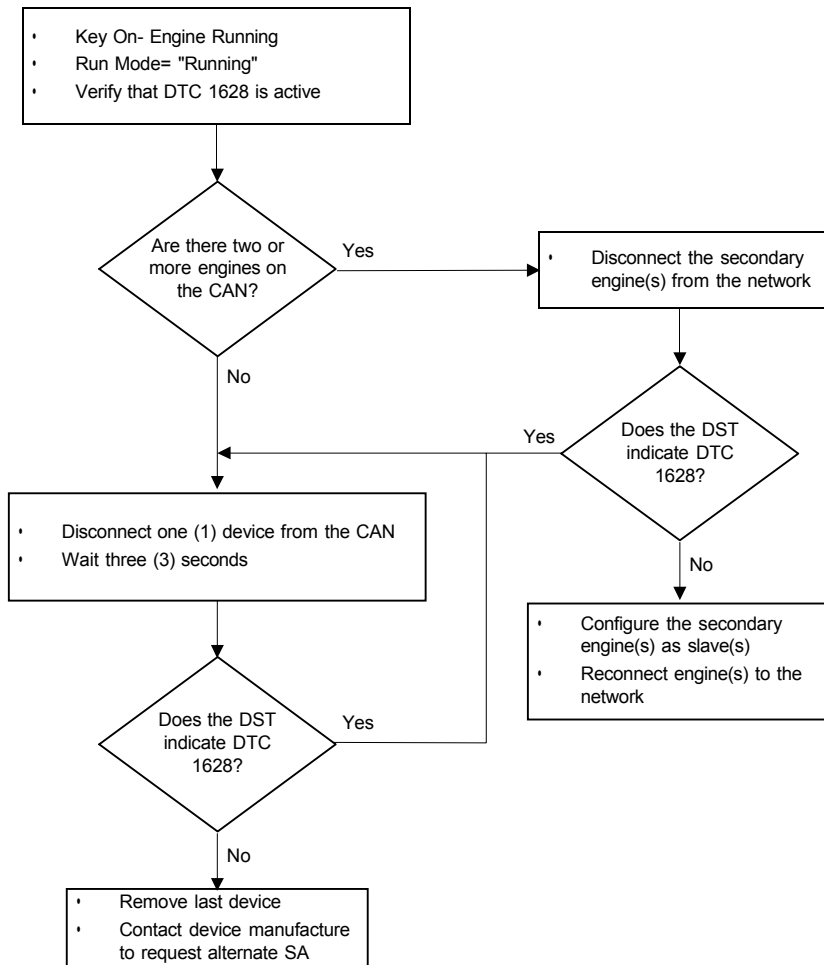 • Key On- Engine Running
• Run Mode= "Running"
• Verify that DTC 1628 is active
Are there two or
more engines on
the CAN?
Yes
• Disconnect the secondary
engine(s) from the network
No
Does the DST
indicate DTC
1628?
Yes
No
• Configure the secondary
engine(s) as slave(s)
• Reconnect engine(s) to the
network
• Disconnect one (1) device from the CAN
• Wait three (3) seconds
Does the DST
indicate DTC
1628?
Yes
No
• Remove last device
• Contact device manufacture
to request alternate SA